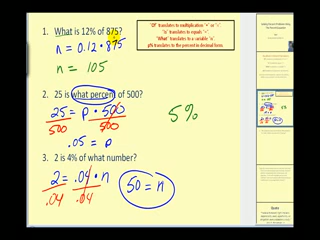 1. What is 12% of 875?
n = 0.12 · 875
n = 105
"Of" translates to multiplication
"is" translates to equals "=".
"What" translates to a variable
2. 25 is what percent of 500?
25 = p · 500
500 500
.05 = p
5%
3. 2 is 4% of what number?
2 = .04 · n
.04 .04
50 = n